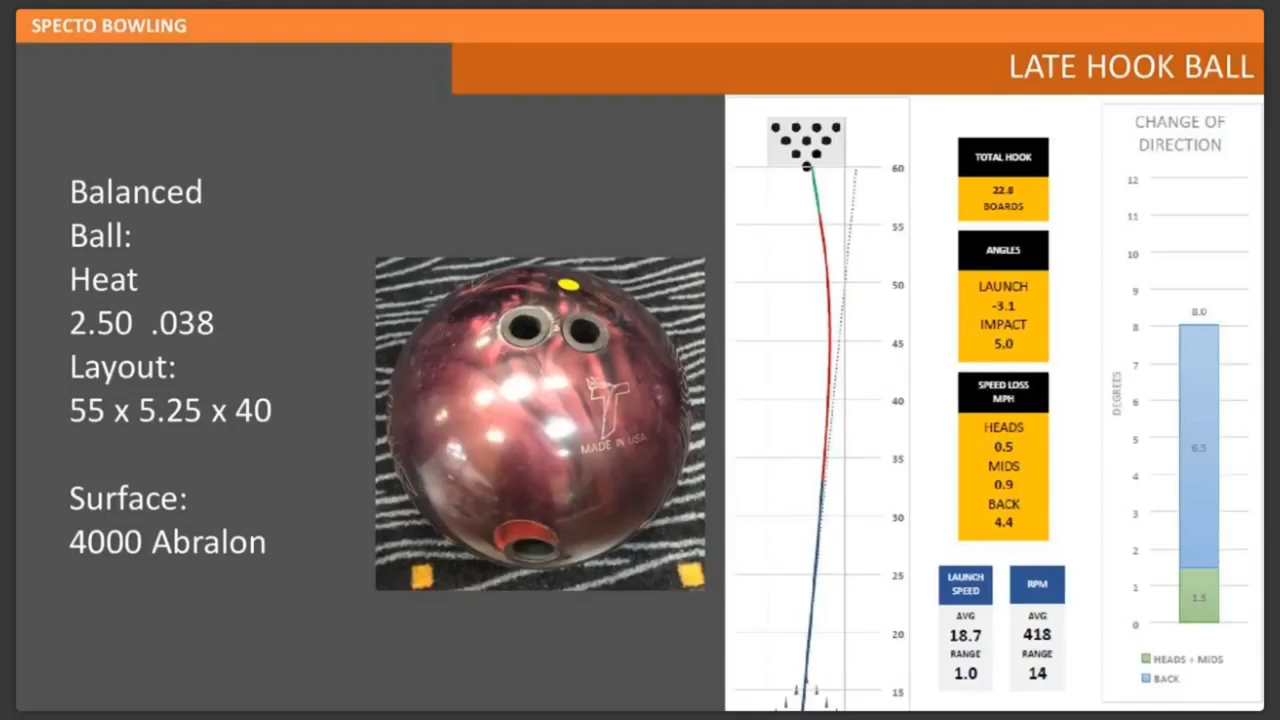 SPECTO BOWLING
LATE HOOK BALL
Balanced
Ball:
Heat
2.50 .038
Layout:
55 x 5.25 x 40
Surface:
4000 Abralon
T
MADE IN USA
60
55
50
45
40
35
30
25
20
15
TOTAL HOOK
22.8
BOARDS
ANGLES
LAUNCH
-3.1
IMPACT
5.0
SPEED LOSS
MPH
HEADS
0.5
MIDS
0.9
BACK
4.4
LAUNCH
SPEED
AVG
18.7
RANGE
1.0
RPM
AVG
418
RANGE
14
CHANGE OF
DIRECTION
12
11
10
9
8
7
6
5
4
3
2
1
0
DEGREES
8.0
6.5
1.5
HEADS + MIDS
BACK